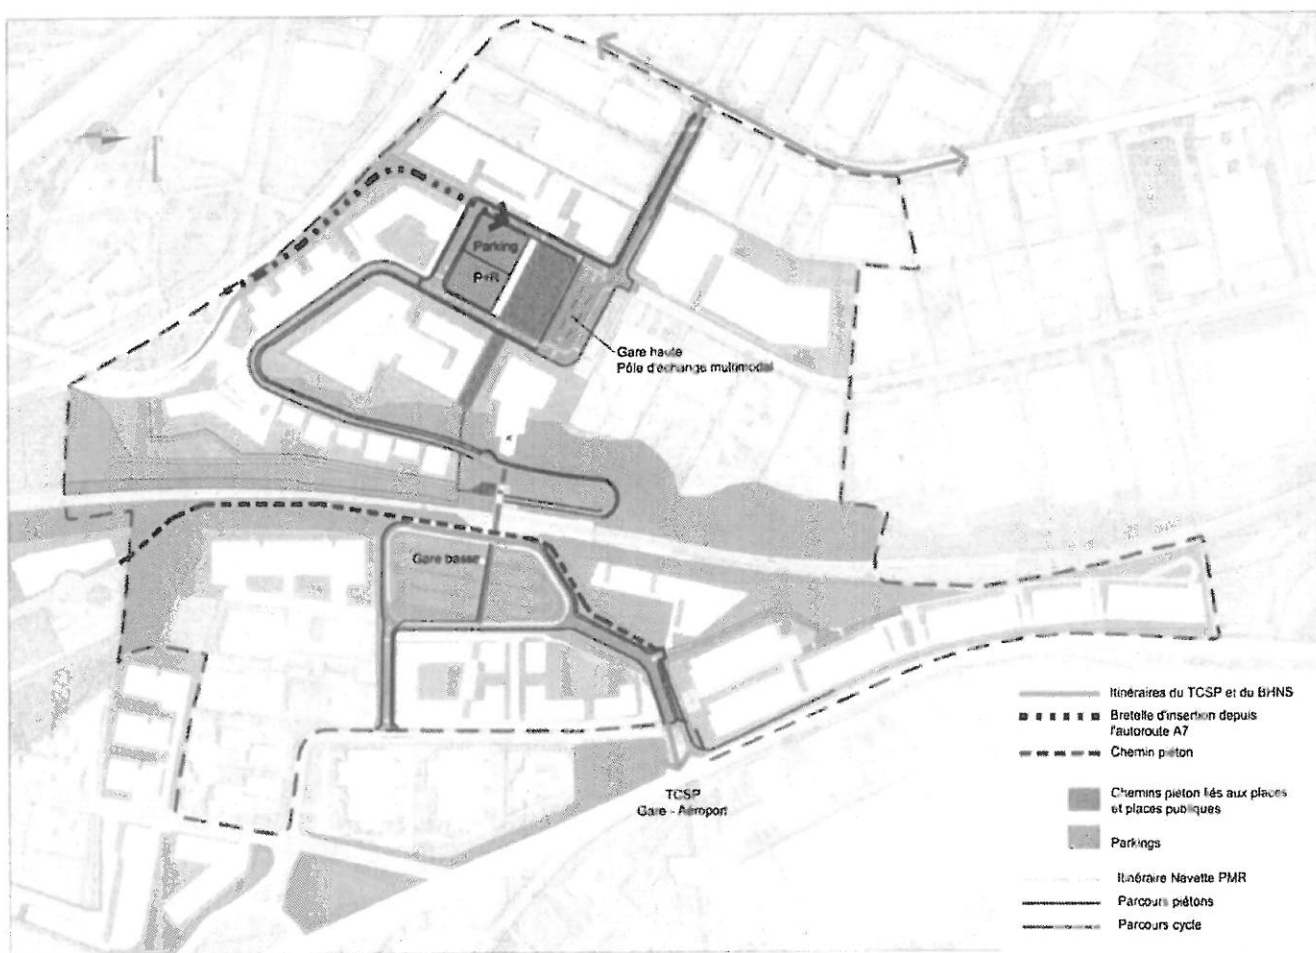 Parking
P+R
Gare haute
Pôle d'échange multimodal
Gare basse
TCSP
Gare - Aéroport
Itinéraires du TCSP et du BHNS
Bretelle d'insertion depuis
l'autoroute A7
Chemin piéton
Chemins piéton liés aux places
et places publiques
Parkings
Itinéraire Navette PMR
Parcours piétons
Parcours cycle